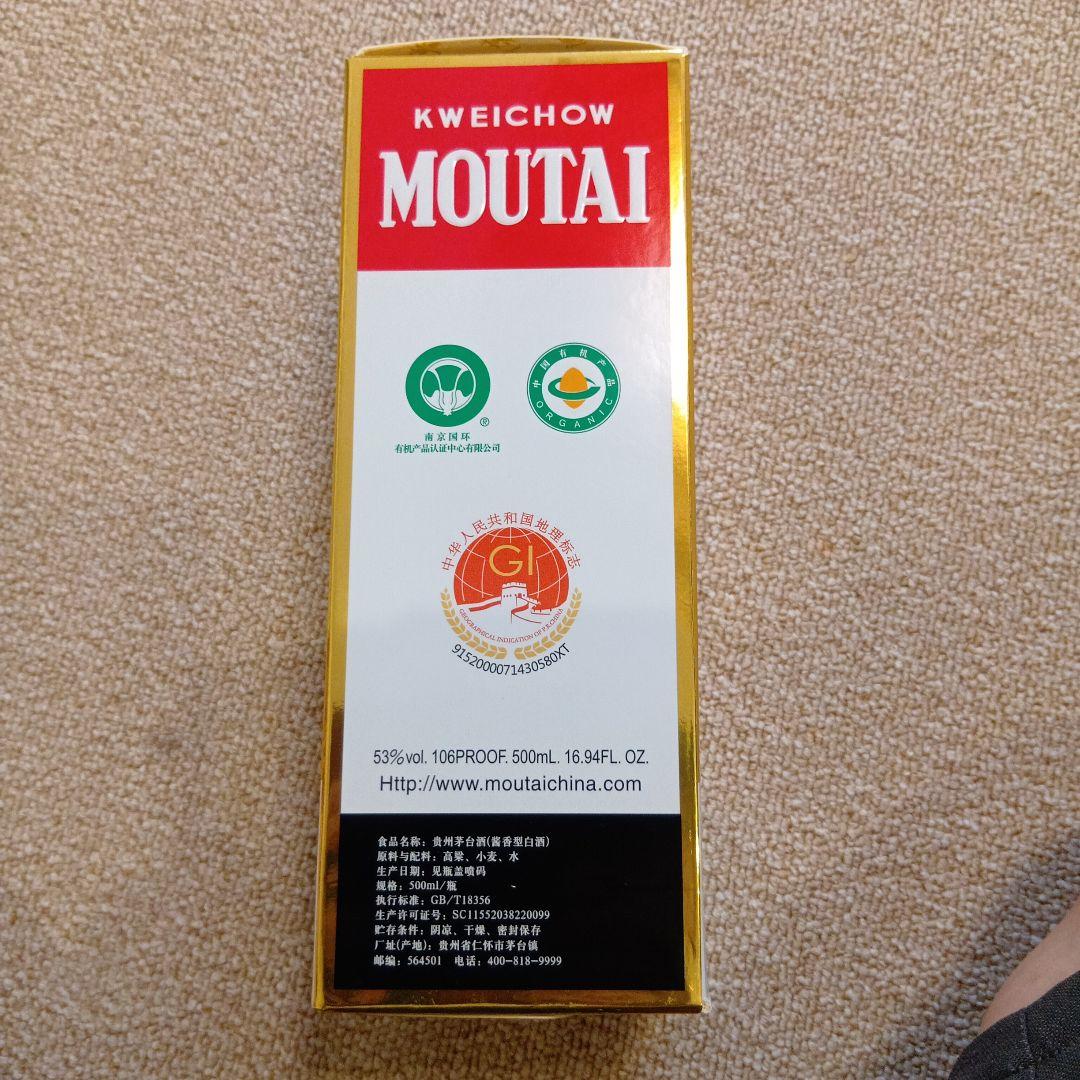 KWEICHOW
MOUTAI
®
南京国环
有机产品认证中心有限公司
中国有机产品
ORGANIC
中华人民共和国地理标志
GI
GEOGRAPHICAL INDICATION OF P.R.CHINA
9152000071430580XT
53%vol. 106PROOF. 500mL. 16.94FL. OZ.
Http://www.moutaichina.com
食品名称：贵州茅台酒(酱香型白酒)
原料与配料：高粱、小麦、水
生产日期：见瓶盖喷码
规格：500ml/瓶
执行标准：GB/T18356
生产许可证号：SC11552038220099
贮存条件：阴凉、干燥、密封保存
厂址(产地)：贵州省仁怀市茅台镇
邮编：564501 电话：400-818-9999